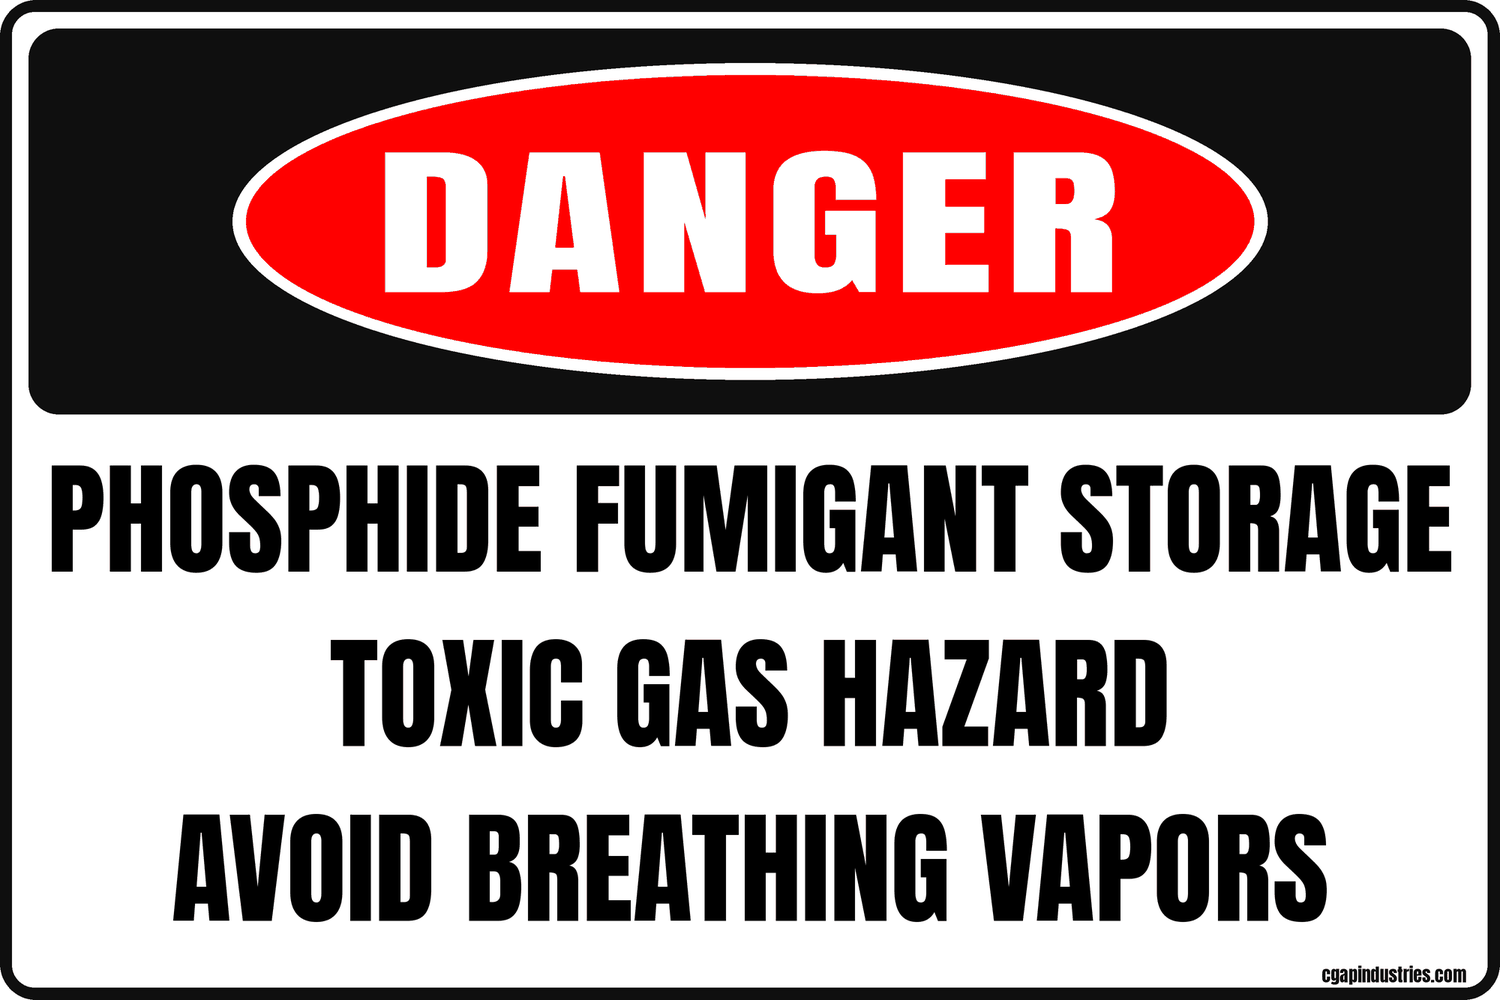 DANGER
PHOSPHIDE FUMIGANT STORAGE
TOXIC GAS HAZARD
AVOID BREATHING VAPORS
cgapindustries.com